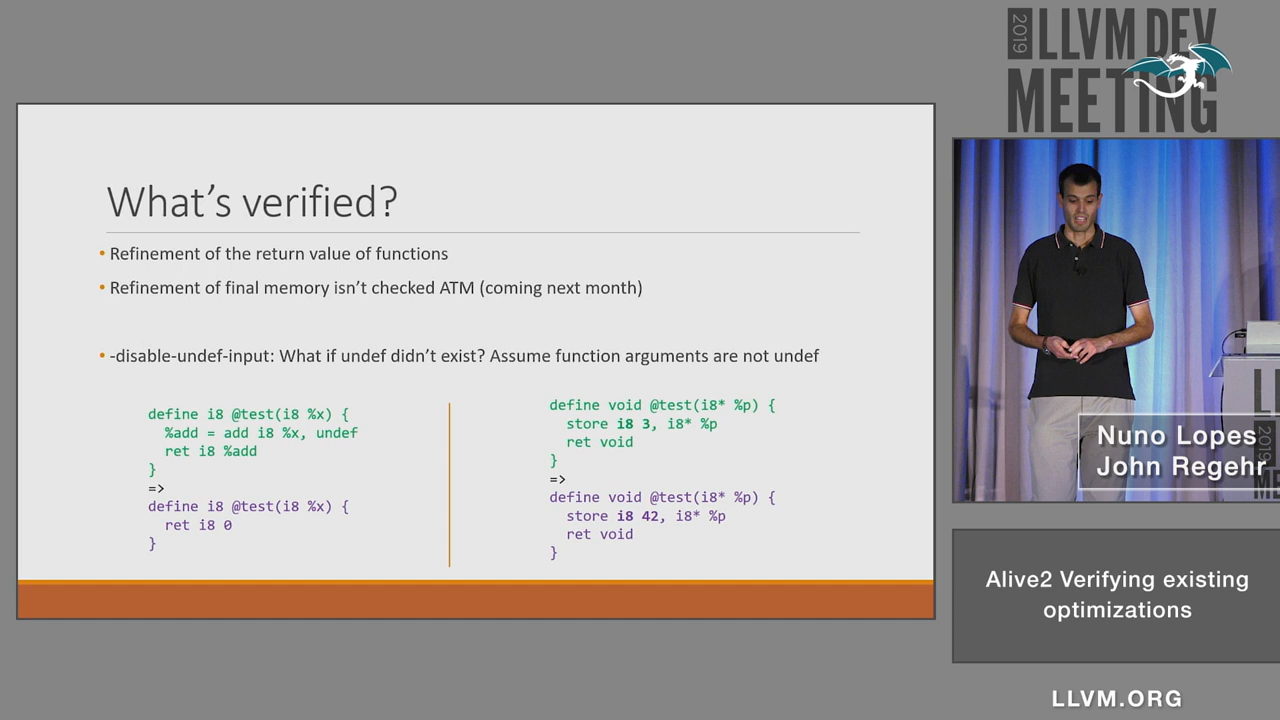 2019 LLVM DEV
MEETING
What's verified?
• Refinement of the return value of functions
• Refinement of final memory isn't checked ATM (coming next month)
• -disable-undef-input: What if undef didn't exist? Assume function arguments are not undef
define i8 @test(i8 %x) {
%add = add i8 %x, undef
ret i8 %add
}
=>
define i8 @test(i8 %x) {
ret i8 0
}
define void @test(i8* %p) {
store i8 3, i8* %p
ret void
}
=>
define void @test(i8* %p) {
store i8 42, i8* %p
ret void
}
Nuno Lopes
John Regehr
LL
2019
ME
Alive2 Verifying existing
optimizations
LLVM.ORG